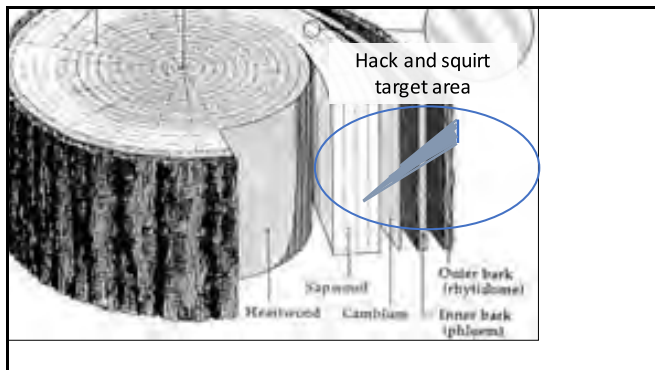 Hack and squirt
target area
Outer bark
(rhytidome)
Sapwood
Heartwood
Cambium
Inner bark
(phloem)